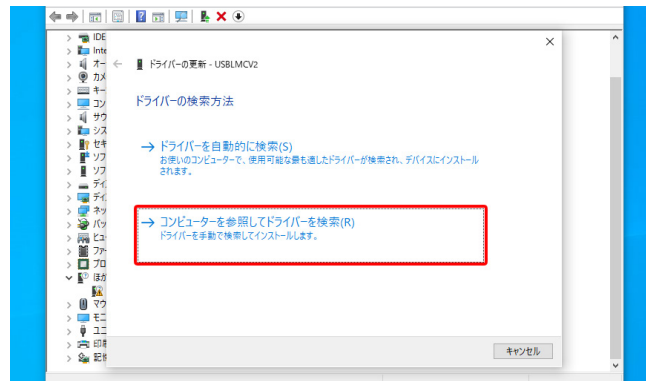 IDE
Inte
オー
カメ
キー
コン
サウ
シス
セキ
ソフ
ソフ
ディ
ディ
ネッ
バッ
ヒュー
ファー
プロ
ほか
マウ
モニ
ユニ
印刷
記憶
ドライバーの更新 - USBLMCV2
ドライバーの検索方法
→ ドライバーを自動的に検索(S)
お使いのコンピューターで、使用可能な最も適したドライバーが検索され、デバイスにインストール
されます。
→ コンピューターを参照してドライバーを検索(R)
ドライバーを手動で検索してインストールします。
キャンセル